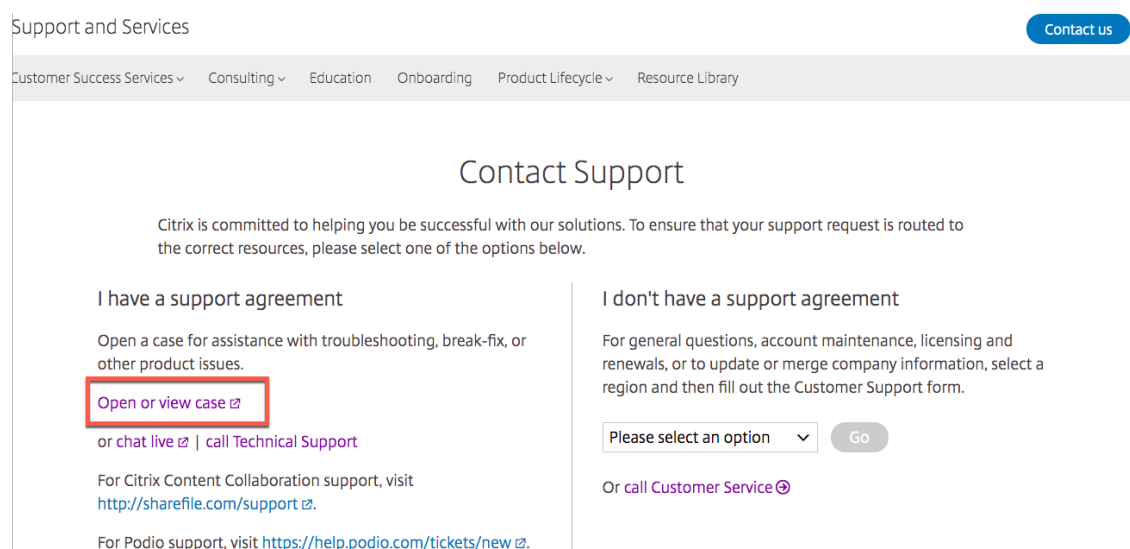 Support and Services
Contact us
Customer Success Services
Consulting
Education
Onboarding
Product Lifecycle
Resource Library
Contact Support
Citrix is committed to helping you be successful with our solutions. To ensure that your support request is routed to
the correct resources, please select one of the options below.
I have a support agreement
Open a case for assistance with troubleshooting, break-fix, or
other product issues.
Open or view case
or chat live | call Technical Support
For Citrix Content Collaboration support, visit
http://sharefile.com/support.
For Podio support, visit https://help.podio.com/tickets/new.
I don't have a support agreement
For general questions, account maintenance, licensing and
renewals, or to update or merge company information, select a
region and then fill out the Customer Support form.
Please select an option
Go
Or call Customer Service